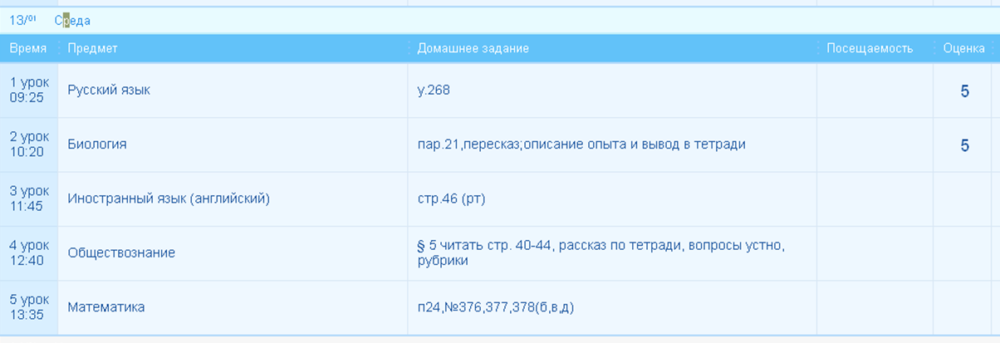 13/01 Среда
Время Предмет Домашнее задание Посещаемость Оценка
1 урок
09:25
Русский язык
у.268
5
2 урок
10:20
Биология
пар.21,пересказ;описание опыта и вывод в тетради
5
3 урок
11:45
Иностранный язык (английский)
стр.46 (рт)
4 урок
12:40
Обществознание
§ 5 читать стр. 40-44, рассказ по тетради, вопросы устно,
рубрики
5 урок
13:35
Математика
п24,№376,377,378(б,в,д)